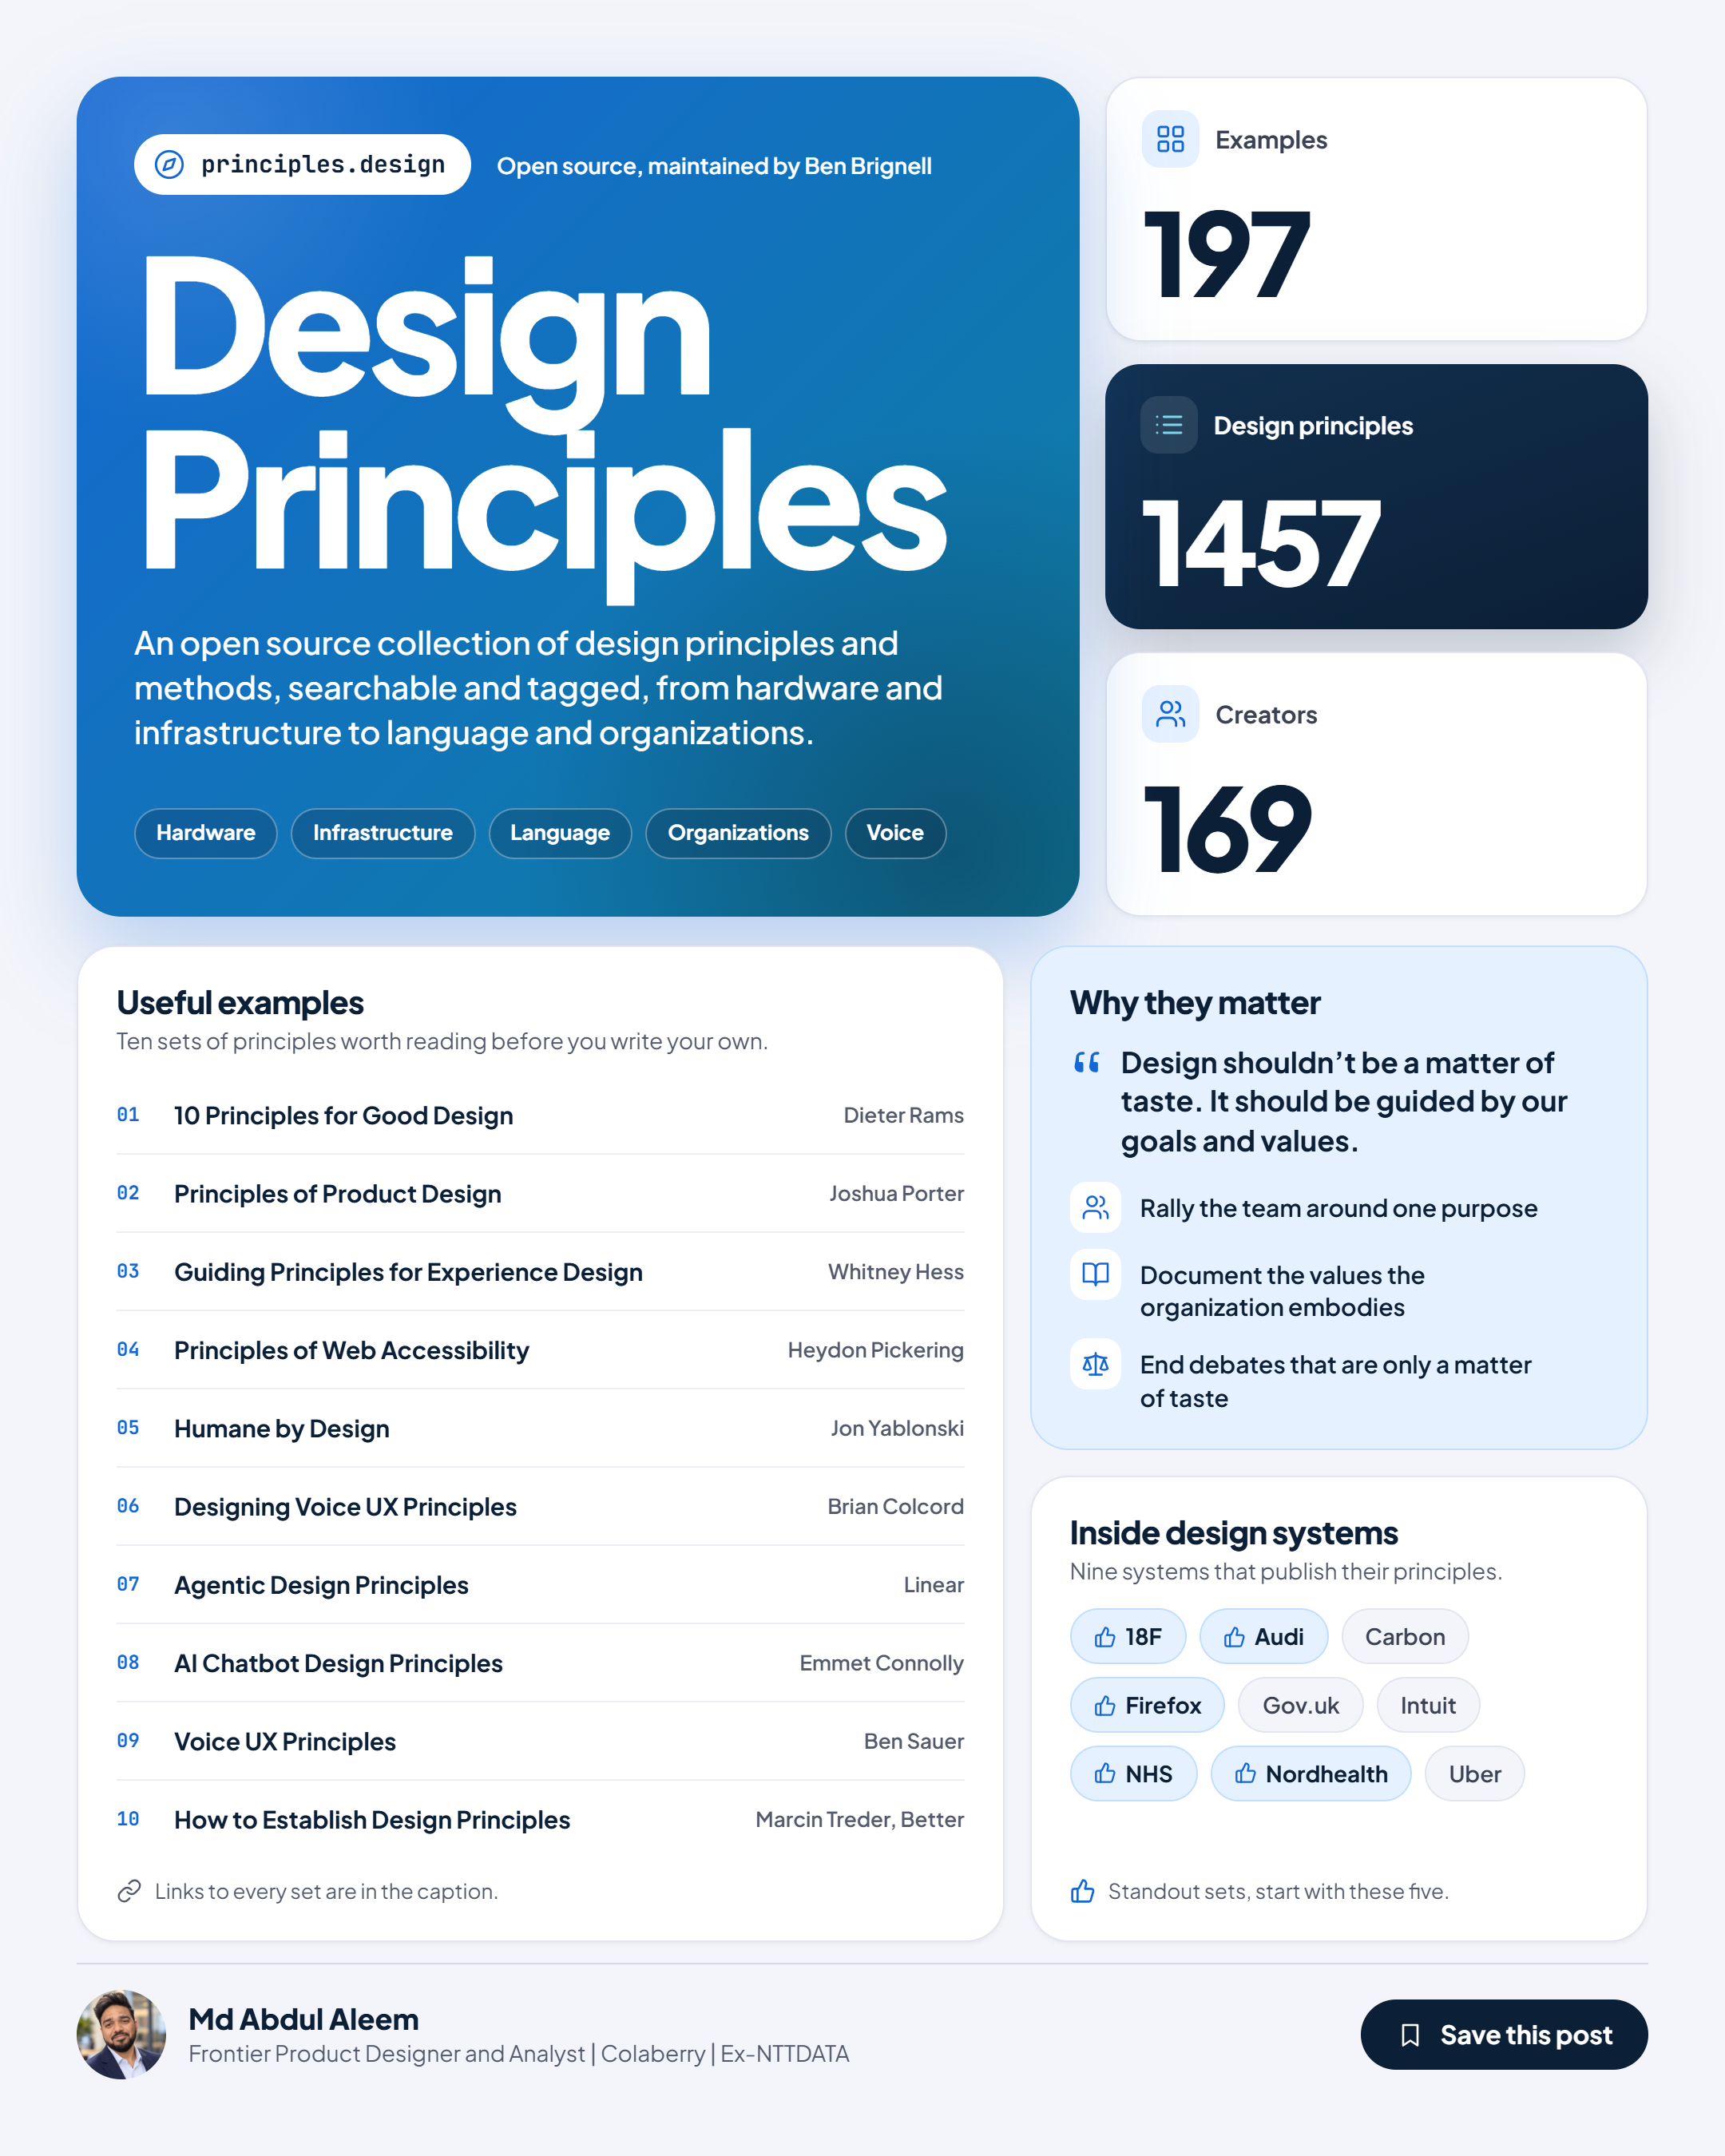 principles.design
Open source, maintained by Ben Brignell
Design
Principles
An open source collection of design principles and
methods, searchable and tagged, from hardware and
infrastructure to language and organizations.
Hardware
Infrastructure
Language
Organizations
Voice
Examples
197
Design principles
1457
Creators
169
Useful examples
Ten sets of principles worth reading before you write your own.
01 10 Principles for Good Design Dieter Rams
02 Principles of Product Design Joshua Porter
03 Guiding Principles for Experience Design Whitney Hess
04 Principles of Web Accessibility Heydon Pickering
05 Humane by Design Jon Yablonski
06 Designing Voice UX Principles Brian Colcord
07 Agentic Design Principles Linear
08 AI Chatbot Design Principles Emmet Connolly
09 Voice UX Principles Ben Sauer
10 How to Establish Design Principles Marcin Treder, Better
Links to every set are in the caption.
Why they matter
“ Design shouldn’t be a matter of
taste. It should be guided by our
goals and values.
Rally the team around one purpose
Document the values the
organization embodies
End debates that are only a matter
of taste
Inside design systems
Nine systems that publish their principles.
18F
Audi
Carbon
Firefox
Gov.uk
Intuit
NHS
Nordhealth
Uber
Standout sets, start with these five.
Md Abdul Aleem
Frontier Product Designer and Analyst | Colaberry | Ex-NTTDATA
Save this post